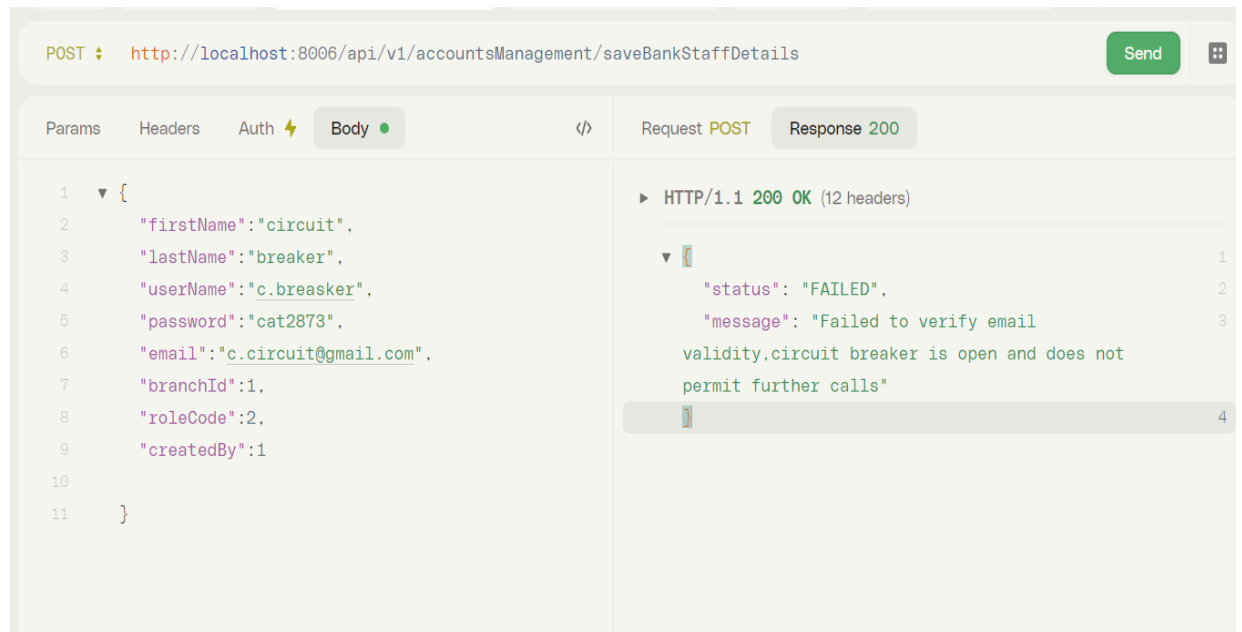 POST http://localhost:8006/api/v1/accountsManagement/saveBankStaffDetails Send
Params Headers Auth Body </>
1 {
2 "firstName":"circuit",
3 "lastName":"breaker",
4 "userName":"c.breasker",
5 "password":"cat2873",
6 "email":"c.circuit@gmail.com",
7 "branchId":1,
8 "roleCode":2,
9 "createdBy":1
10
11 }
Request POST Response 200
HTTP/1.1 200 OK (12 headers)
{ 1
"status": "FAILED", 2
"message": "Failed to verify email 3
validity,circuit breaker is open and does not
permit further calls"
} 4